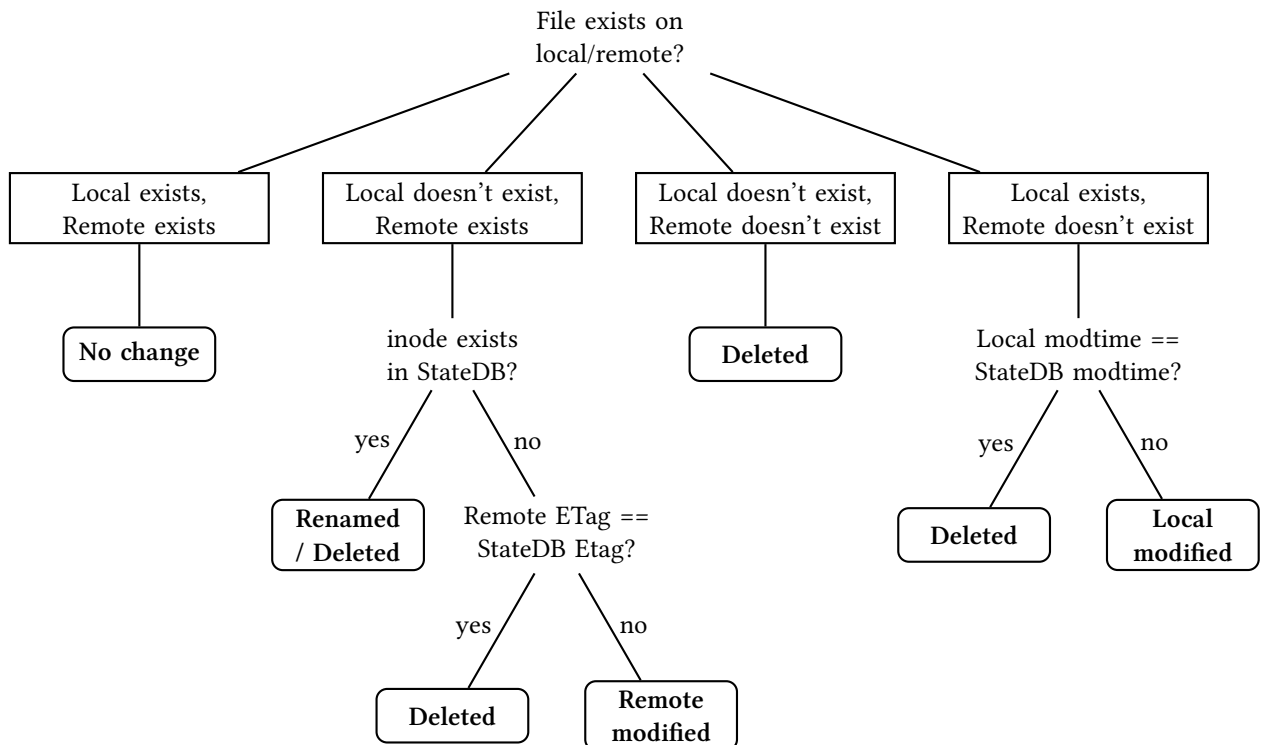 File exists on
local/remote?
Local exists,
Remote exists
Local doesn't exist,
Remote exists
Local doesn't exist,
Remote doesn't exist
Local exists,
Remote doesn't exist
No change
inode exists
in StateDB?
Deleted
Local modtime ==
StateDB modtime?
yes
no
yes
no
Renamed
/ Deleted
Remote ETag ==
StateDB Etag?
Deleted
Local
modified
yes
no
Deleted
Remote
modified